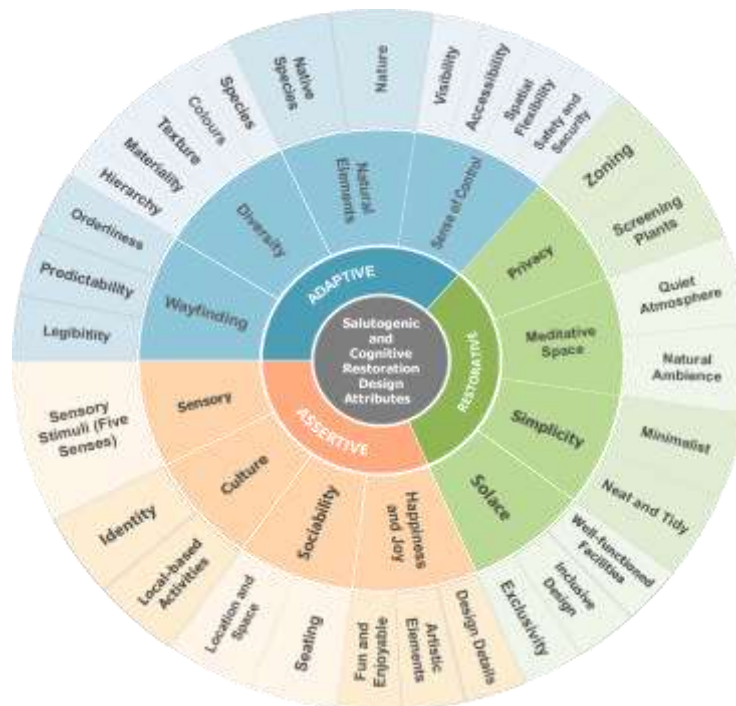 Salutogenic
and
Cognitive
Restoration
Design
Attributes
ADAPTIVE
RESTORATIVE
ASSERTIVE
Wayfinding
Diversity
Natural
Elements
Sense of Control
Privacy
Meditative
Space
Simplicity
Solace
Happiness
and Joy
Sociability
Culture
Sensory
Legibitlity
Predictability
Orderliness
Hierarchy
Materiality
Texture
Colours
Species
Native
Species
Nature
Visibility
Accessibility
Spatial
Flexibility
Safety and
Security
Zoning
Screening
Plants
Quiet
Atmosphere
Natural
Ambience
Minimalist
Neat and Tidy
Well-functioned
Facilities
Inclusive
Design
Exclusivity
Design Details
Artistic
Elements
Fun and
Enjoyable
Seating
Location and
Space
Local-based
Activities
Identity
Sensory
Stimuli (Five
Senses)